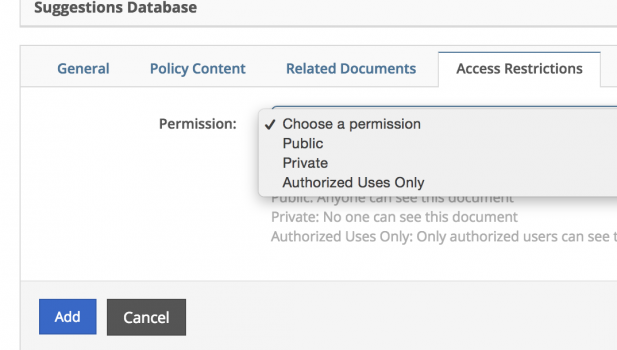 Suggestions Database
General Policy Content Related Documents Access Restrictions
Permission:
✓ Choose a permission
Public
Private
Authorized Uses Only
Public: Anyone can see this document
Private: No one can see this document
Authorized Uses Only: Only authorized users can see t
Add Cancel